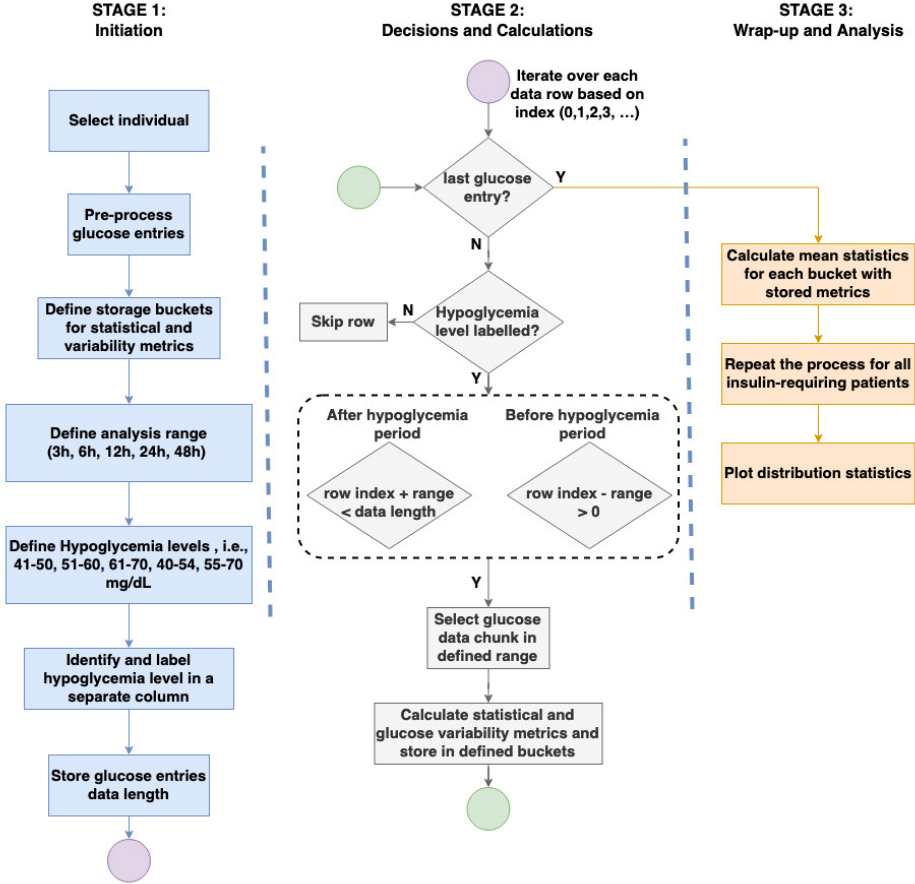 STAGE 1:
Initiation
Select individual
Pre-process
glucose entries
Define storage buckets
for statistical and
variability metrics
Define analysis range
(3h, 6h, 12h, 24h, 48h)
Define Hypoglycemia levels , i.e.,
41-50, 51-60, 61-70, 40-54, 55-70
mg/dL
Identify and label
hypoglycemia level in a
separate column
Store glucose entries
data length
STAGE 2:
Decisions and Calculations
Iterate over each
data row based on
index (0,1,2,3, ...)
last glucose
entry?
Y
N
Hypoglycemia
level labelled?
N
Skip row
Y
After hypoglycemia
period
row index + range
< data length
Before hypoglycemia
period
row index - range
> 0
Y
Select glucose
data chunk in
defined range
Calculate statistical and
glucose variability metrics and
store in defined buckets
STAGE 3:
Wrap-up and Analysis
Calculate mean statistics
for each bucket with
stored metrics
Repeat the process for all
insulin-requiring patients
Plot distribution statistics